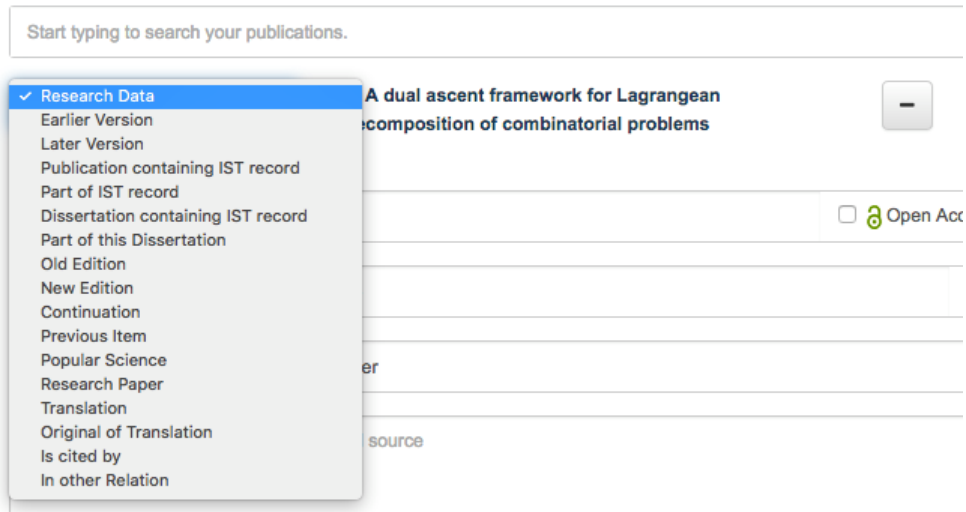 Start typing to search your publications.
✓ Research Data
Earlier Version
Later Version
Publication containing IST record
Part of IST record
Dissertation containing IST record
Part of this Dissertation
Old Edition
New Edition
Continuation
Previous Item
Popular Science
Research Paper
Translation
Original of Translation
Is cited by
In other Relation
A dual ascent framework for Lagrangean
ecomposition of combinatorial problems
−
Open Acc
er
source